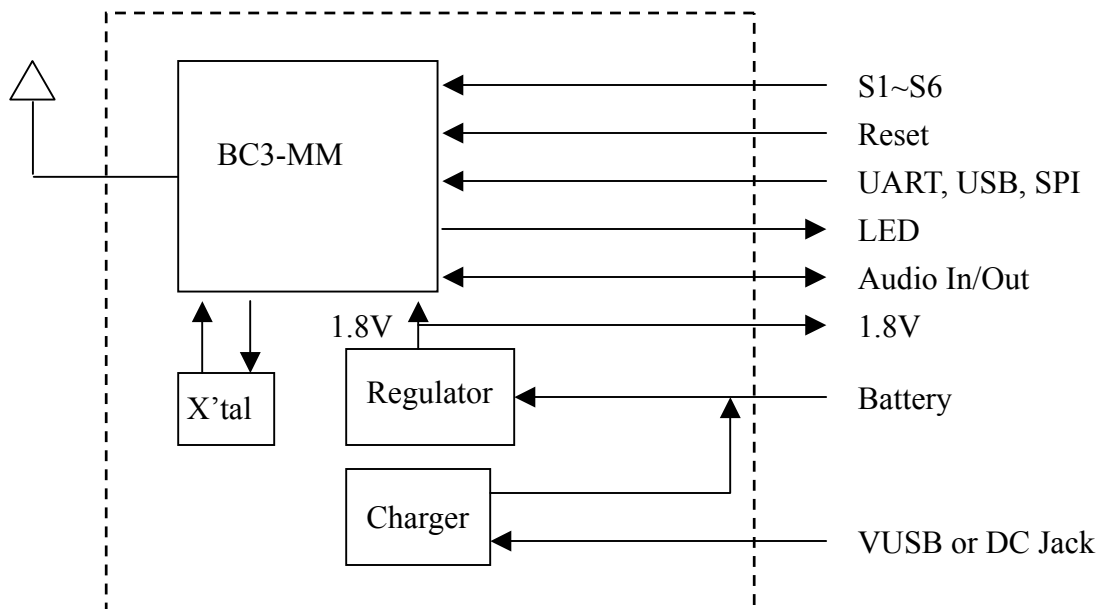 S1~S6
BC3-MM
Reset
UART, USB, SPI
LED
Audio In/Out
1.8V
1.8V
Regulator
X’tal
Battery
Charger
VUSB or DC Jack